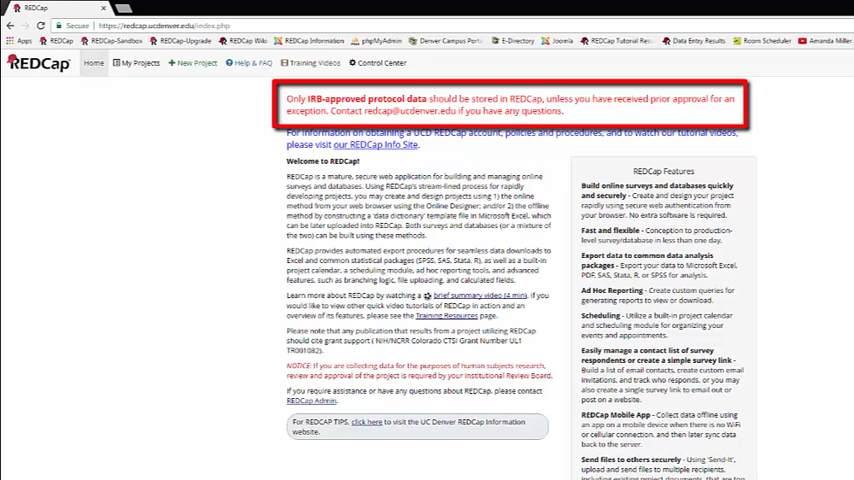 REDCap
Secure https://redcap.ucdenver.edu/index.php
Apps REDCap REDCap-Sandbox REDCap-Upgrade REDCap Wiki REDCap Information phpMyAdmin Denver Campus Port E-Directory Joomla REDCap Tutorial Res Data Entry Results Room Scheduler Amanda Miller
REDCap Home My Projects + New Project Help & FAQ Training Videos Control Center
Only IRB-approved protocol data should be stored in REDCap, unless you have received prior approval for an
exception. Contact redcap@ucdenver.edu if you have any questions.
For information on obtaining a UCD REDCap account, policies and procedures, and to watch our tutorial videos,
please visit our REDCap Info Site.
Welcome to REDCap!
REDCap is a mature, secure web application for building and managing online
surveys and databases. Using REDCap's stream-lined process for rapidly
developing projects, you may create and design projects using 1) the online
method from your web browser using the Online Designer; and/or 2) the offline
method by constructing a 'data dictionary' template file in Microsoft Excel, which
can be later uploaded into REDCap. Both surveys and databases (or a mixture of
the two) can be built using these methods.
REDCap provides automated export procedures for seamless data downloads to
Excel and common statistical packages (SPSS, SAS, Stata, R), as well as a built-in
project calendar, a scheduling module, ad hoc reporting tools, and advanced
features, such as branching logic, file uploading, and calculated fields.
Learn more about REDCap by watching a brief summary video (4 min). If you
would like to view other quick video tutorials of REDCap in action and an
overview of its features, please see the Training Resources page.
Please note that any publication that results from a project utilizing REDCap
should cite grant support ( NIH/NCRR Colorado CTSI Grant Number UL1
TR001082).
NOTICE: If you are collecting data for the purposes of human subjects research,
review and approval of the project is required by your Institutional Review Board.
If you require assistance or have any questions about REDCap, please contact
REDCap Admin.
For REDCAP TIPS, click here to visit the UC Denver REDCap Information
website.
REDCap Features
Build online surveys and databases quickly
and securely - Create and design your project
rapidly using secure web authentication from
your browser. No extra software is required.
Fast and flexible - Conception to production-
level survey/database in less than one day.
Export data to common data analysis
packages - Export your data to Microsoft Excel,
PDF, SAS, Stata, R, or SPSS for analysis.
Ad Hoc Reporting - Create custom queries for
generating reports to view or download.
Scheduling - Utilize a built-in project calendar
and scheduling module for organizing your
events and appointments.
Easily manage a contact list of survey
respondents or create a simple survey link -
Build a list of email contacts, create custom email
invitations, and track who responds, or you may
also create a single survey link to email out or
post on a website.
REDCap Mobile App - Collect data offline using
an app on a mobile device when there is no WiFi
or cellular connection, and then later sync data
back to the server.
Send files to others securely - Using 'Send-It',
upload and send files to multiple recipients,
including existing project documents, that are too